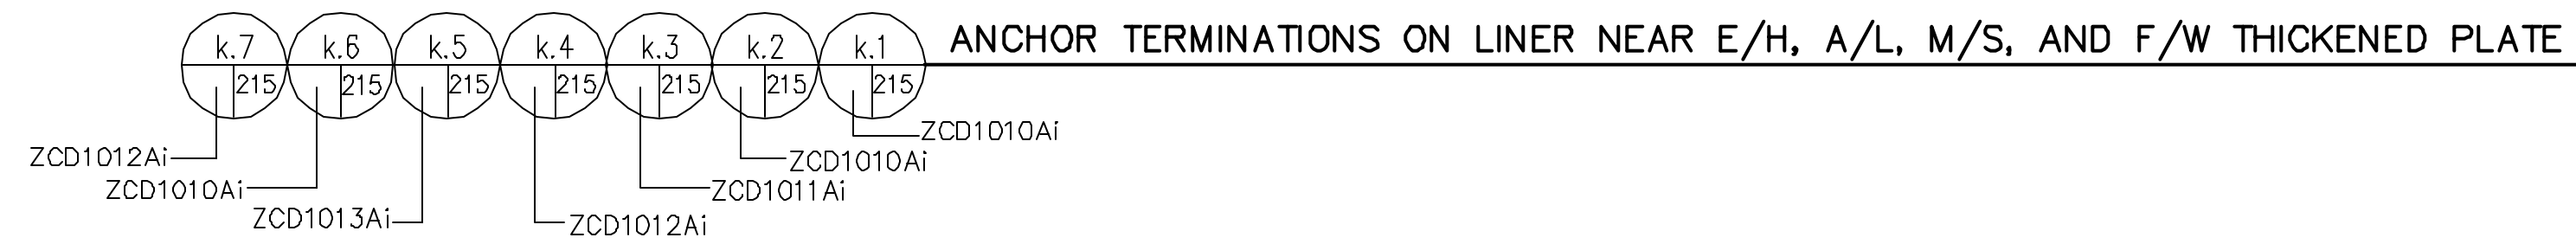 k.7 k.6 k.5 k.4 k.3 k.2 k.1 ANCHOR TERMINATIONS ON LINER NEAR E/H, A/L, M/S, AND F/W THICKENED PLATE
215 215 215 215 215 215 215
ZCD1010Ai
ZCD1012Ai ZCD1010Ai
ZCD1010Ai ZCD1011Ai
ZCD1013Ai ZCD1012Ai